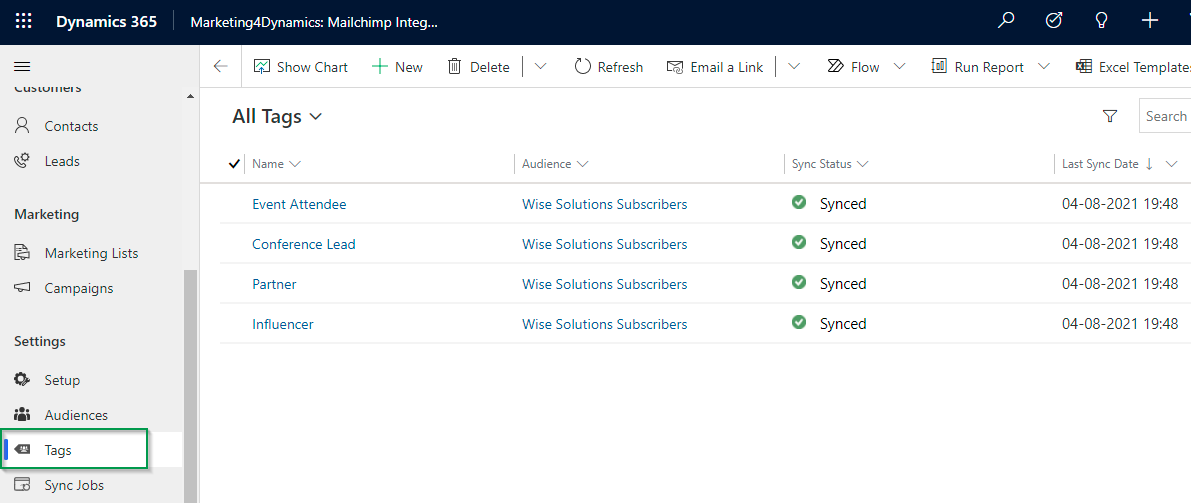 Dynamics 365 Marketing4Dynamics: Mailchimp Integ...
Show Chart New Delete Refresh Email a Link Flow Run Report Excel Templates
Customers
Contacts
Leads
Marketing
Marketing Lists
Campaigns
Settings
Setup
Audiences
Tags
Sync Jobs
All Tags Search
Name Audience Sync Status Last Sync Date
Event Attendee Wise Solutions Subscribers Synced 04-08-2021 19:48
Conference Lead Wise Solutions Subscribers Synced 04-08-2021 19:48
Partner Wise Solutions Subscribers Synced 04-08-2021 19:48
Influencer Wise Solutions Subscribers Synced 04-08-2021 19:48